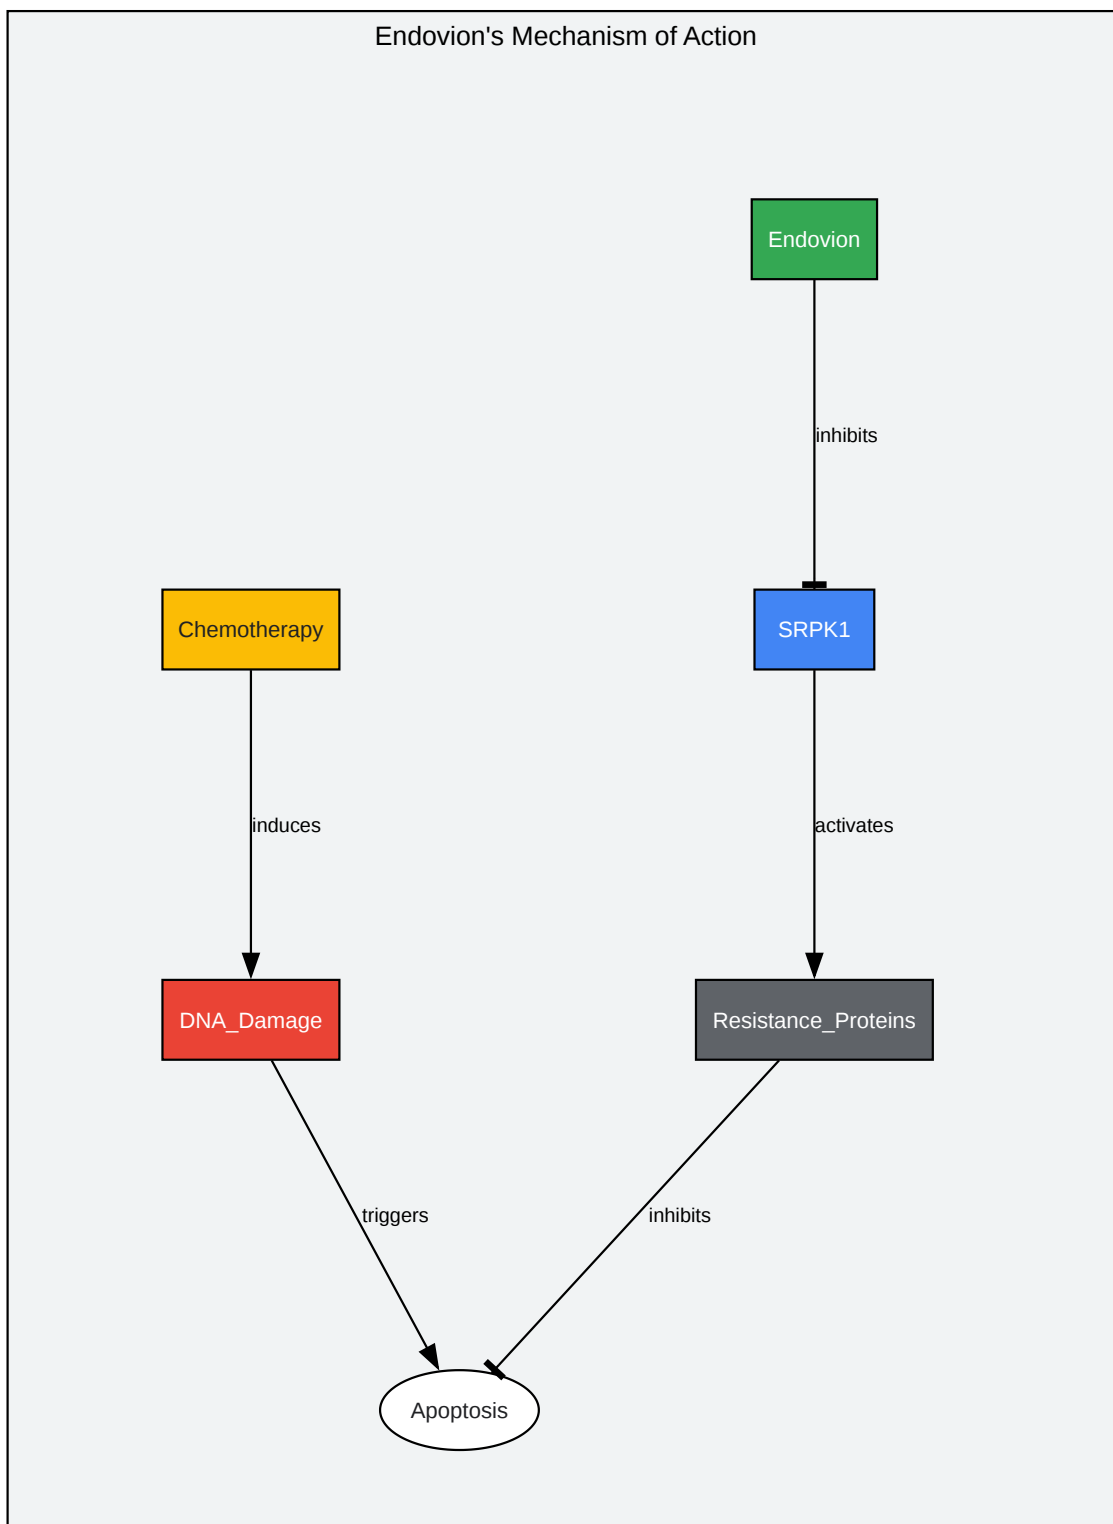 Endovion's Mechanism of Action
Endovion
inhibits
Chemotherapy
SRPK1
induces
activates
DNA_Damage
Resistance_Proteins
triggers
inhibits
Apoptosis